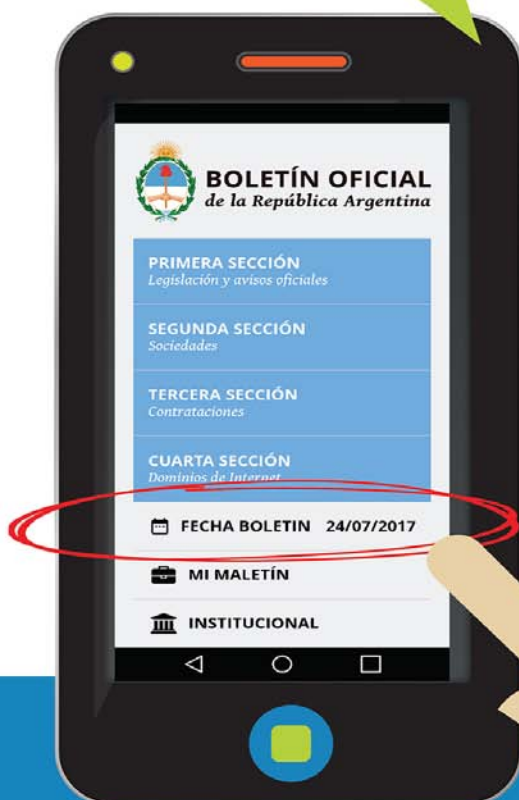 BOLETÍN OFICIAL
de la República Argentina
PRIMERA SECCIÓN
Legislación y avisos oficiales
SEGUNDA SECCIÓN
Sociedades
TERCERA SECCIÓN
Contrataciones
CUARTA SECCIÓN
Dominios de Internet
FECHA BOLETIN 24/07/2017
MI MALETÍN
INSTITUCIONAL